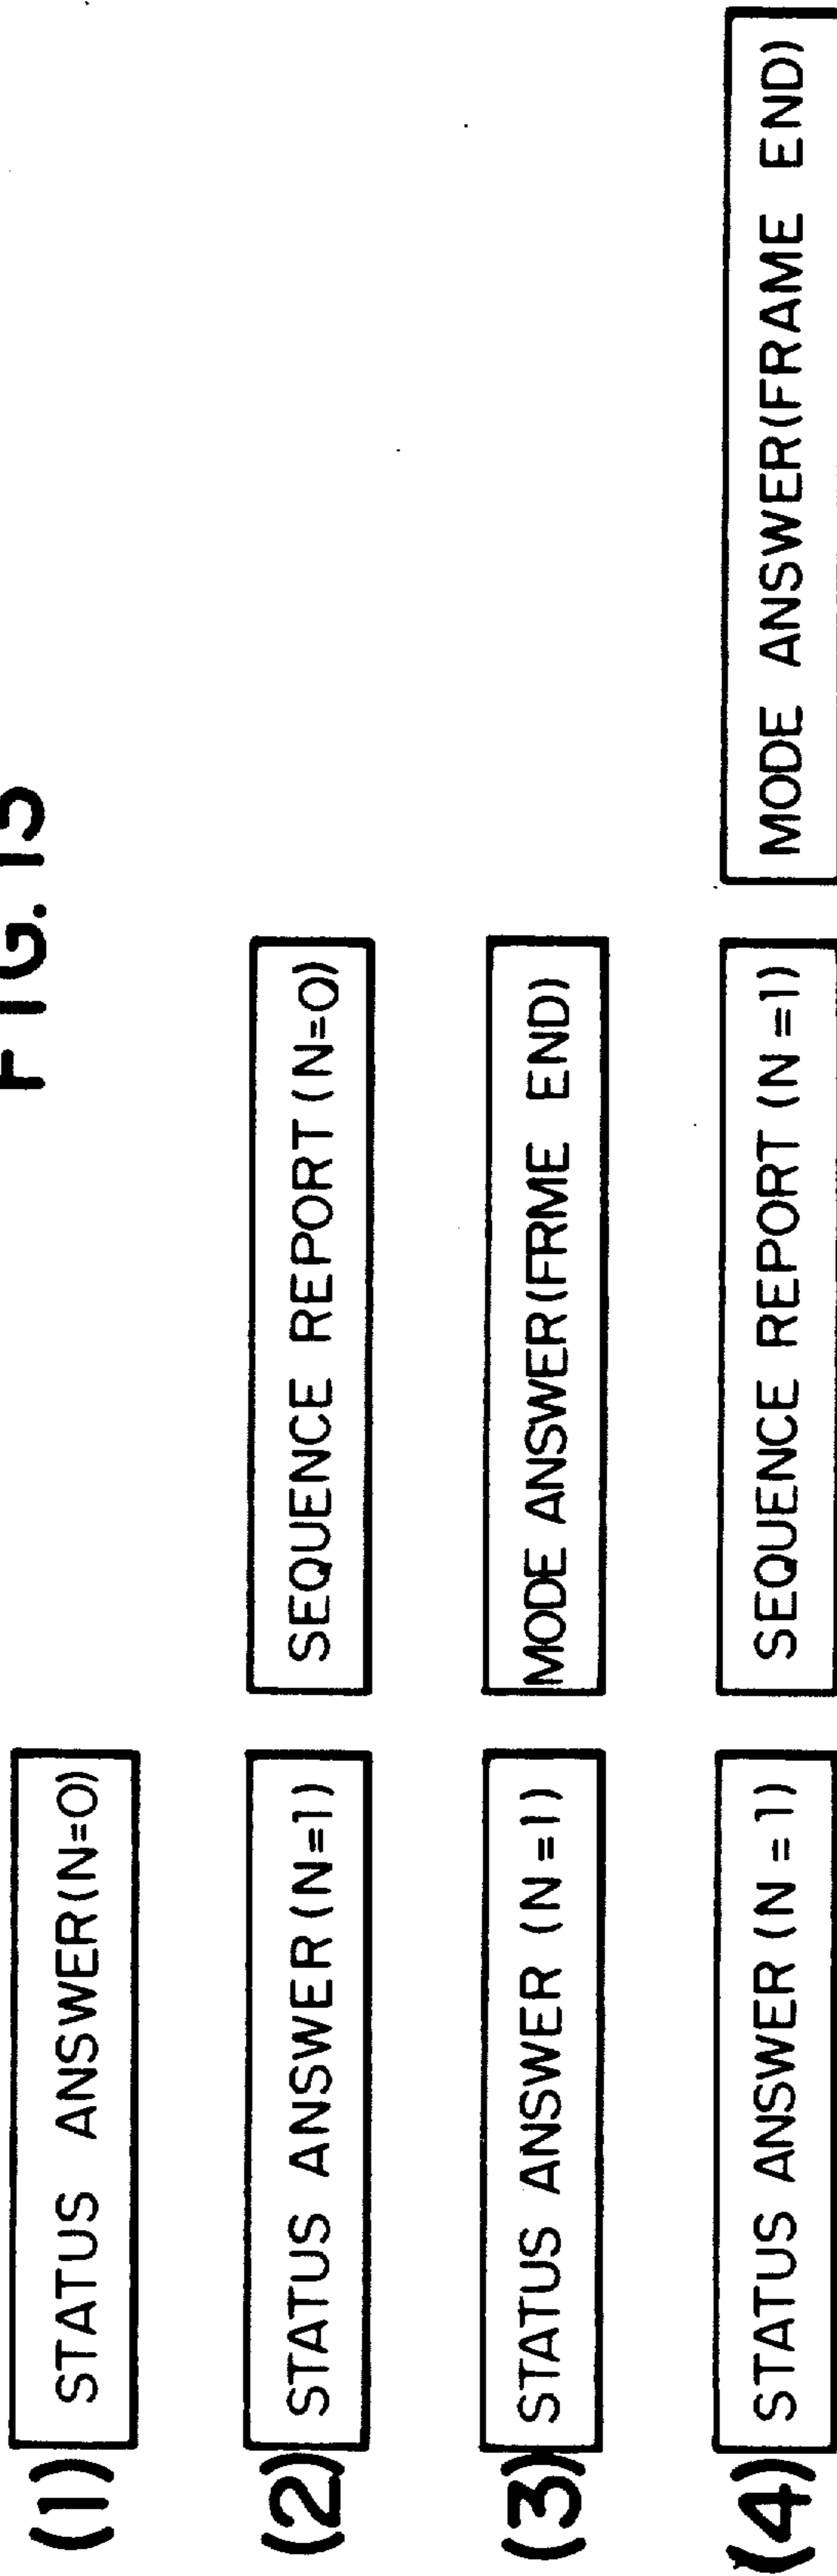 FIG. 15
(1) STATUS ANSWER(N=0)
(2) STATUS ANSWER(N=1) SEQUENCE REPORT(N=0)
(3) STATUS ANSWER (N=1) MODE ANSWER(FRME END)
(4) STATUS ANSWER(N=1) SEQUENCE REPORT (N=1) MODE ANSWER(FRAME END)